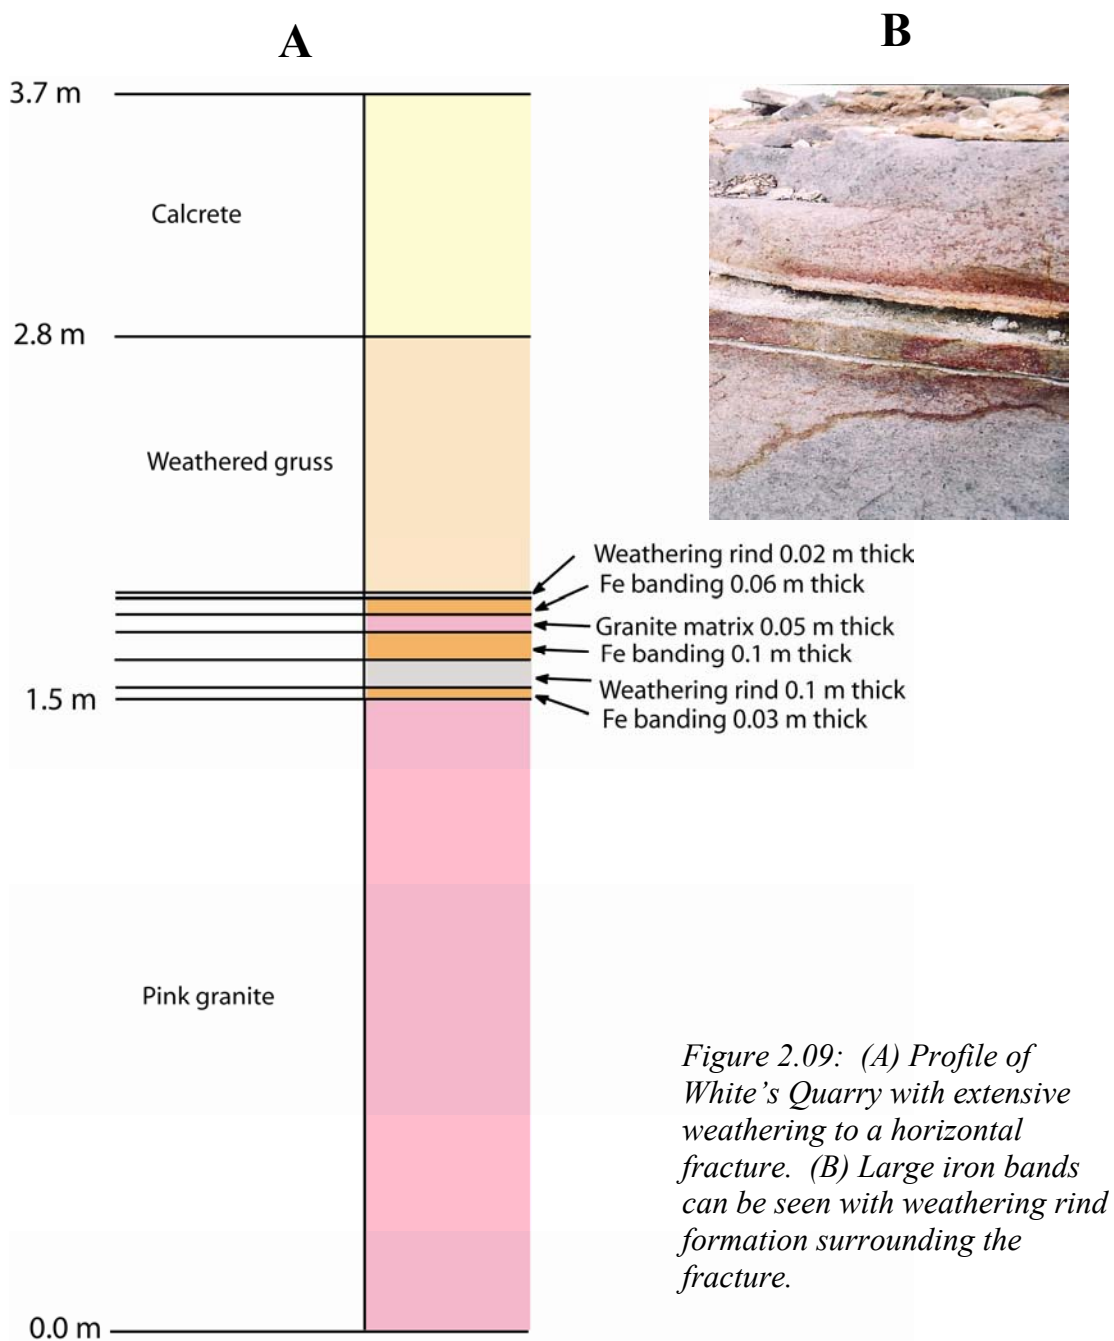 A
B
3.7 m
Calcrete
2.8 m
Weathered gruss
Weathering rind 0.02 m thick
Fe banding 0.06 m thick
Granite matrix 0.05 m thick
Fe banding 0.1 m thick
Weathering rind 0.1 m thick
1.5 m
Fe banding 0.03 m thick
Pink granite
Figure 2.09:  (A) Profile of
White’s Quarry with extensive
weathering to a horizontal
fracture.  (B) Large iron bands
can be seen with weathering rind
formation surrounding the
fracture.
0.0 m